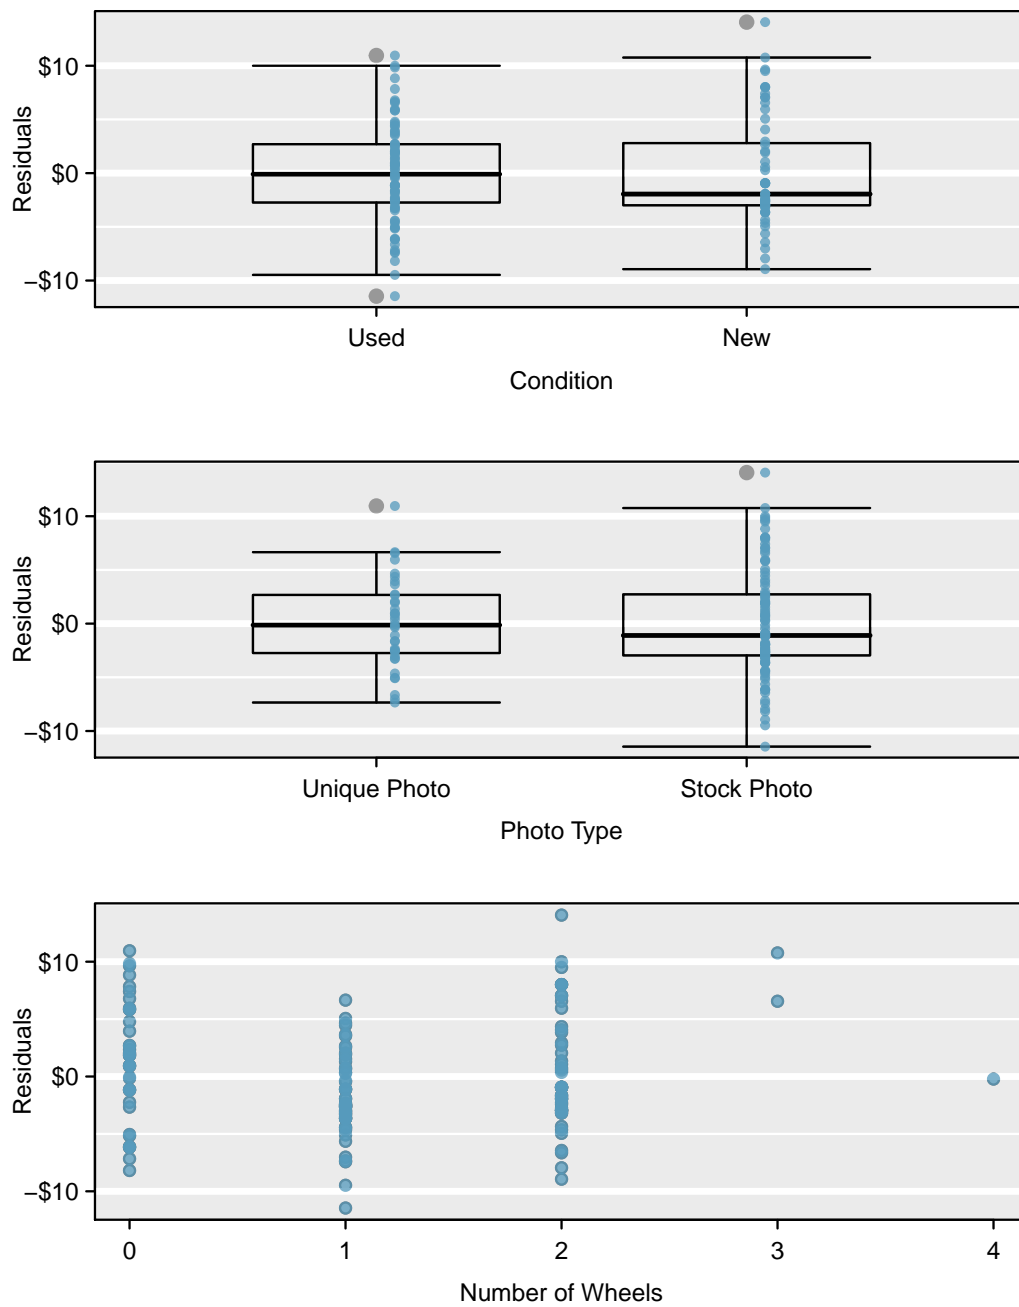 $10
Residuals
$0
−$10
Used New
Condition
$10
Residuals
$0
−$10
Unique Photo Stock Photo
Photo Type
$10
Residuals
$0
−$10
0 1 2 3 4
Number of Wheels